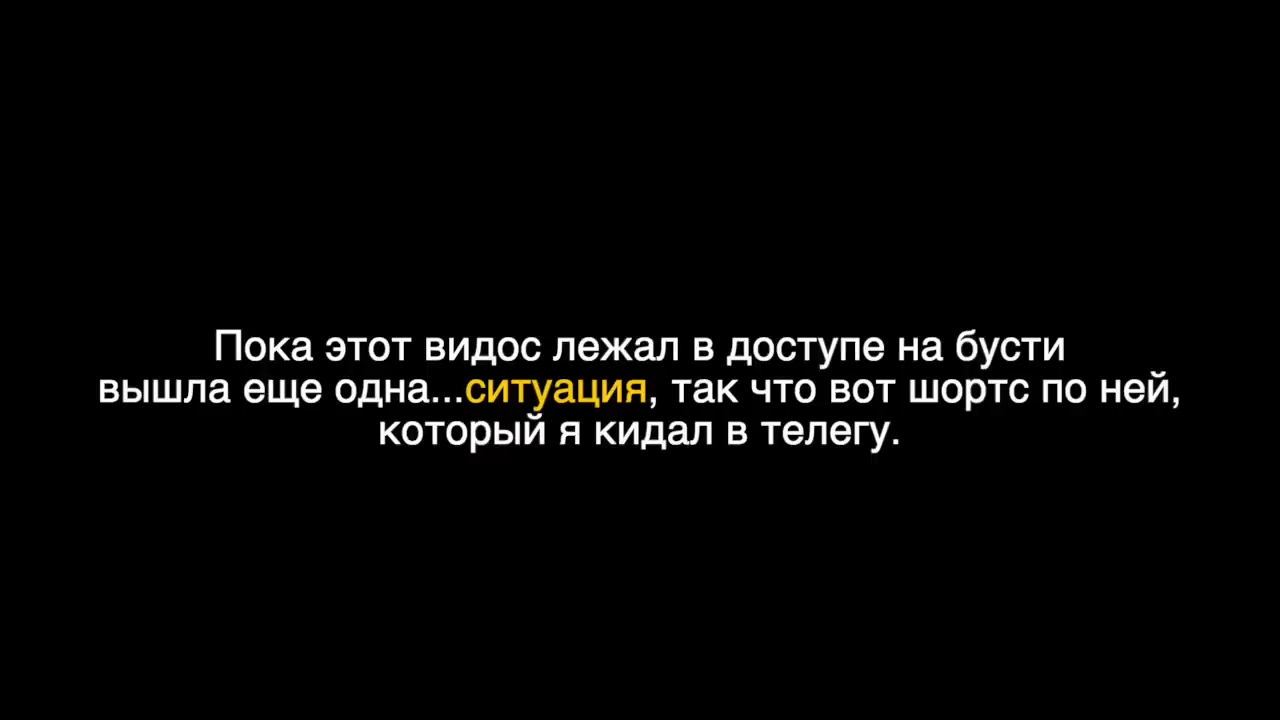 Пока этот видос лежал в доступе на бусти
вышла еще одна...ситуация, так что вот шортс по ней,
который я кидал в телегу.